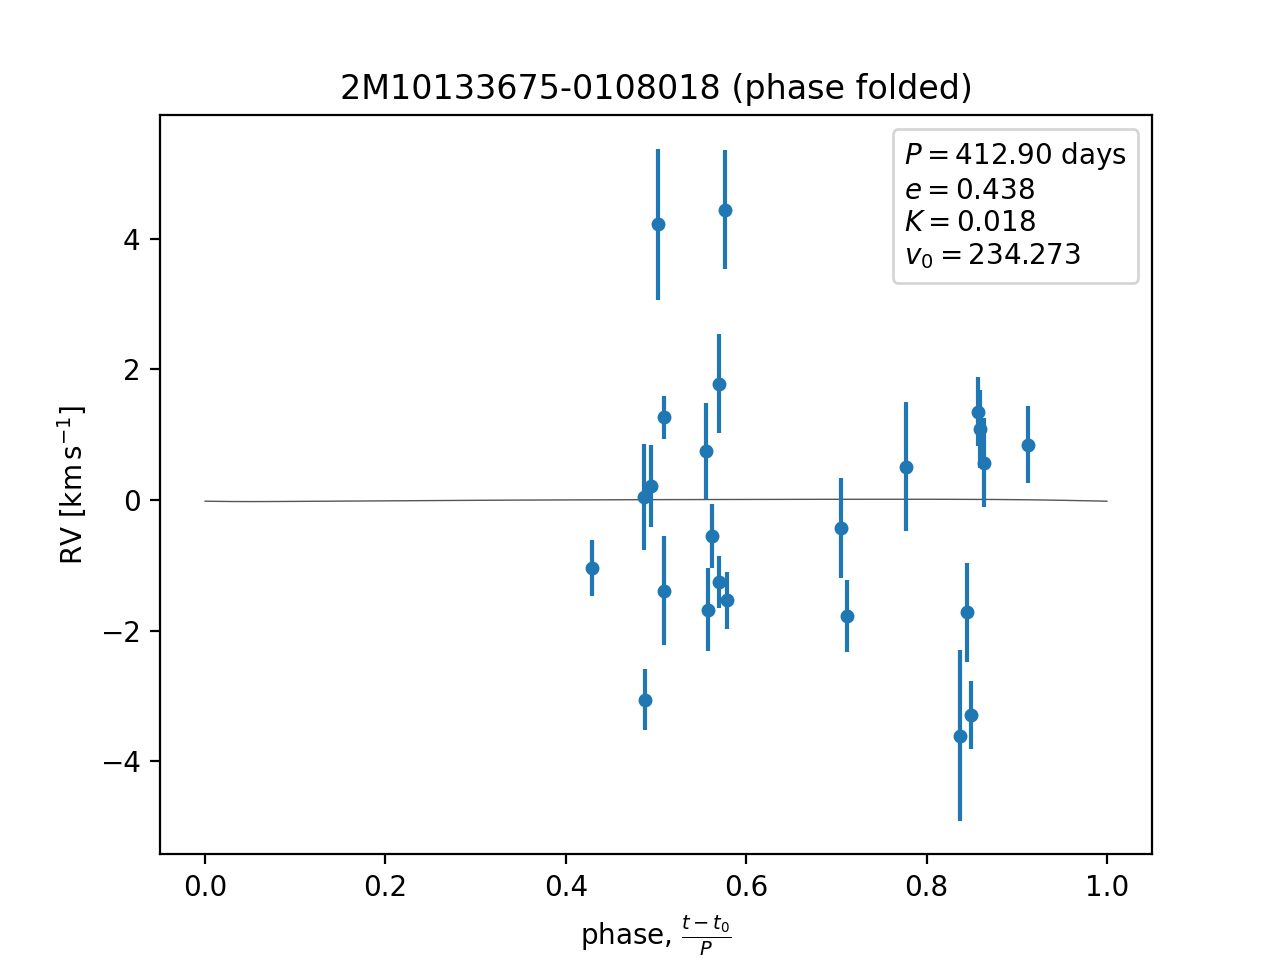 2M10133675-0108018 (phase folded)
P = 412.90 days
e = 0.438
K = 0.018
v₀ = 234.273
4
2
0
−2
−4
RV [km s⁻¹]
0.0 0.2 0.4 0.6 0.8 1.0
phase, (t − t₀)/P